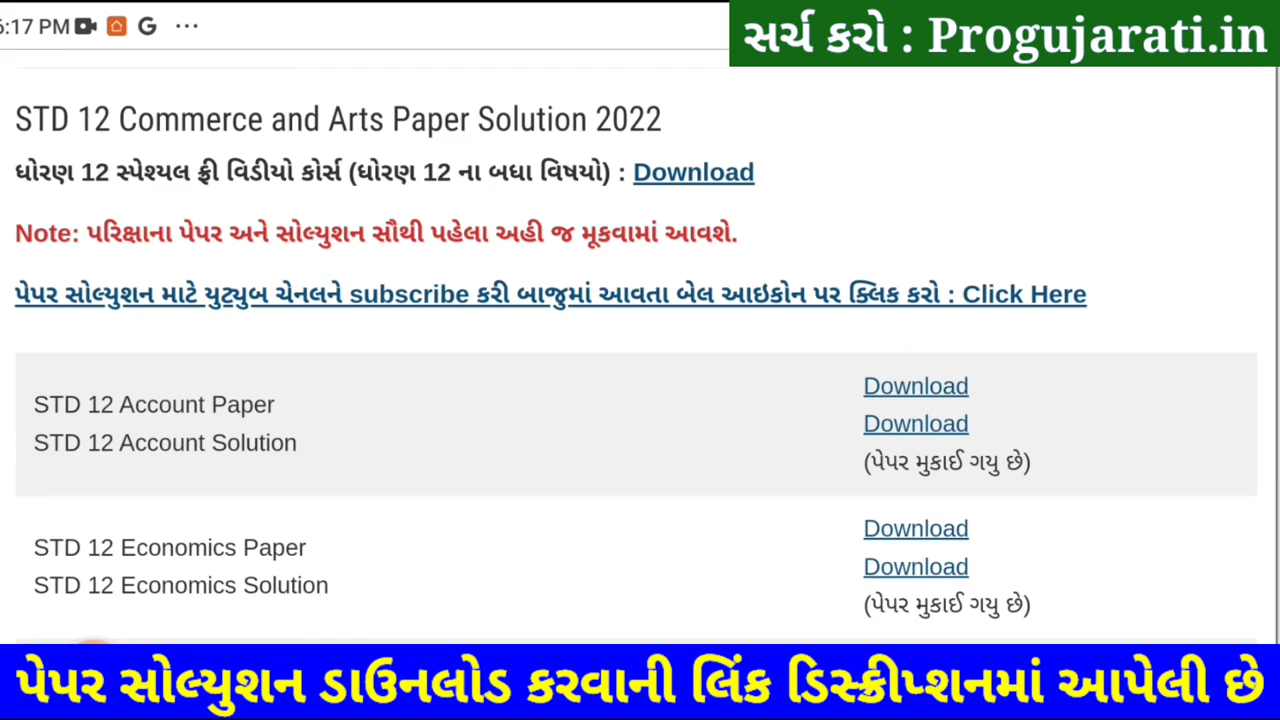 6:17 PM
સર્ચ કરો : Progujarati.in
STD 12 Commerce and Arts Paper Solution 2022
ધોરણ 12 સ્પેશ્યલ ફ્રી વિડીયો કોર્સ (ધોરણ 12 ના બધા વિષયો) : Download
Note: પરિક્ષાના પેપર અને સોલ્યુશન સૌથી પહેલા અહી જ મૂકવામાં આવશે.
પેપર સોલ્યુશન માટે યુટ્યુબ ચેનલને subscribe કરી બાજુમાં આવતા બેલ આઇકોન પર ક્લિક કરો : Click Here
STD 12 Account Paper
STD 12 Account Solution
Download
Download
(પેપર મુકાઈ ગયુ છે)
STD 12 Economics Paper
STD 12 Economics Solution
Download
Download
(પેપર મુકાઈ ગયુ છે)
પેપર સોલ્યુશન ડાઉનલોડ કરવાની લિંક ડિસ્ક્રીપ્શનમાં આપેલી છે